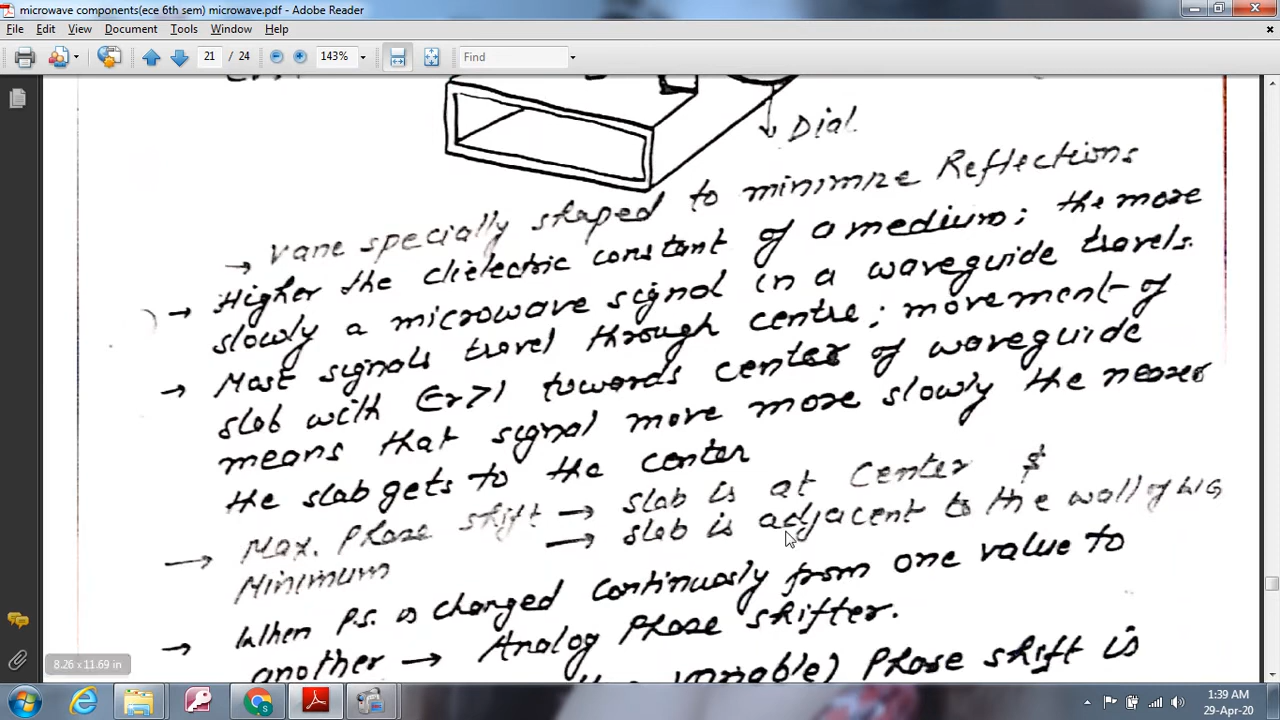 microwave components(ece 6th sem) microwave.pdf - Adobe Reader
File Edit View Document Tools Window Help
21 / 24 143% Find
Dial
→ vane specially shaped to minimize Reflections
→ Higher the dielectric constant of a medium; the more
slowly a microwave signal in a waveguide travels.
→ Most signals travel through centre; movement of
slab with Er>1 towards center of waveguide
means that signal move more slowly the nearer
the slab gets to the center
→ Max. Phase shift → slab is at Center &
Minimum → slab is adjacent to the wall of WG
→ When P.S. is changed continuosly from one value to
another → Analog Phase shifter.
variable) Phase shift is
8.26 x 11.69 in
1:39 AM
29-Apr-20